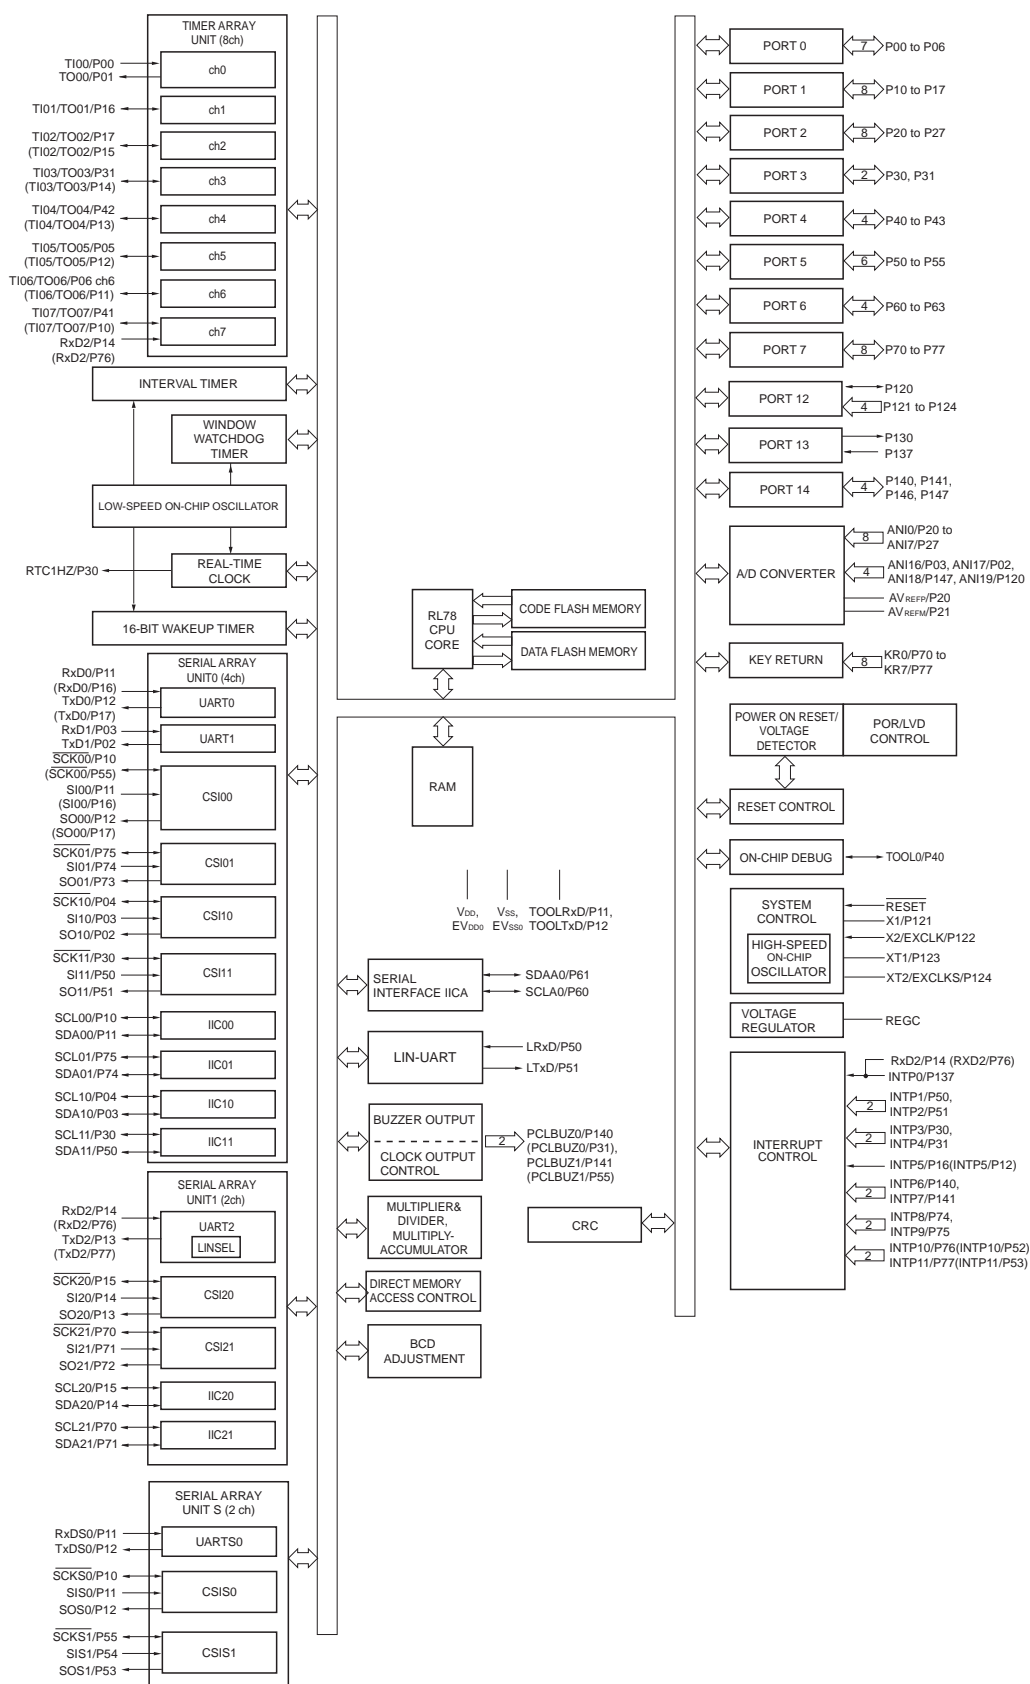 TIMER ARRAY
UNIT (8ch)
TI00/P00
TO00/P01
ch0
TI01/TO01/P16
ch1
TI02/TO02/P17
(TI02/TO02/P15
ch2
TI03/TO03/P31
(TI03/TO03/P14)
ch3
TI04/TO04/P42
(TI04/TO04/P13)
ch4
TI05/TO05/P05
(TI05/TO05/P12)
ch5
TI06/TO06/P06 ch6
(TI06/TO06/P11)
ch6
TI07/TO07/P41
(TI07/TO07/P10)
RxD2/P14
(RxD2/P76)
ch7
INTERVAL TIMER
WINDOW
WATCHDOG
TIMER
LOW-SPEED ON-CHIP OSCILLATOR
RTC1HZ/P30
REAL-TIME
CLOCK
16-BIT WAKEUP TIMER
SERIAL ARRAY
UNIT0 (4ch)
RxD0/P11
(RxD0/P16)
TxD0/P12
(TxD0/P17)
UART0
RxD1/P03
TxD1/P02
UART1
SCK00/P10
(SCK00/P55)
SI00/P11
(SI00/P16)
SO00/P12
(SO00/P17)
CSI00
SCK01/P75
SI01/P74
SO01/P73
CSI01
SCK10/P04
SI10/P03
SO10/P02
CSI10
SCK11/P30
SI11/P50
SO11/P51
CSI11
SCL00/P10
SDA00/P11
IIC00
SCL01/P75
SDA01/P74
IIC01
SCL10/P04
SDA10/P03
IIC10
SCL11/P30
SDA11/P50
IIC11
SERIAL ARRAY
UNIT1 (2ch)
RxD2/P14
(RxD2/P76)
TxD2/P13
(TxD2/P77)
UART2
LINSEL
SCK20/P15
SI20/P14
SO20/P13
CSI20
SCK21/P70
SI21/P71
SO21/P72
CSI21
SCL20/P15
SDA20/P14
IIC20
SCL21/P70
SDA21/P71
IIC21
SERIAL ARRAY
UNIT S (2 ch)
RxDS0/P11
TxDS0/P12
UARTS0
SCKS0/P10
SIS0/P11
SOS0/P12
CSIS0
SCKS1/P55
SIS1/P54
SOS1/P53
CSIS1
RL78
CPU
CORE
CODE FLASH MEMORY
DATA FLASH MEMORY
RAM
VDD,
EVDD0
VSS,
EVSS0
TOOLRxD/P11,
TOOLTxD/P12
SERIAL
INTERFACE IICA
SDAA0/P61
SCLA0/P60
LIN-UART
LRxD/P50
LTxD/P51
BUZZER OUTPUT
CLOCK OUTPUT
CONTROL
2
PCLBUZ0/P140
(PCLBUZ0/P31),
PCLBUZ1/P141
(PCLBUZ1/P55)
MULTIPLIER&
DIVIDER,
MULITIPLY-
ACCUMULATOR
CRC
DIRECT MEMORY
ACCESS CONTROL
BCD
ADJUSTMENT
PORT 0
7
P00 to P06
PORT 1
8
P10 to P17
PORT 2
8
P20 to P27
PORT 3
2
P30, P31
PORT 4
4
P40 to P43
PORT 5
6
P50 to P55
PORT 6
4
P60 to P63
PORT 7
8
P70 to P77
PORT 12
P120
4
P121 to P124
PORT 13
P130
P137
PORT 14
4
P140, P141,
P146, P147
A/D CONVERTER
8
ANI0/P20 to
ANI7/P27
4
ANI16/P03, ANI17/P02,
ANI18/P147, ANI19/P120
AVREFP/P20
AVREFM/P21
KEY RETURN
8
KR0/P70 to
KR7/P77
POWER ON RESET/
VOLTAGE
DETECTOR
POR/LVD
CONTROL
RESET CONTROL
ON-CHIP DEBUG
TOOL0/P40
SYSTEM
CONTROL
HIGH-SPEED
ON-CHIP
OSCILLATOR
RESET
X1/P121
X2/EXCLK/P122
XT1/P123
XT2/EXCLKS/P124
VOLTAGE
REGULATOR
REGC
INTERRUPT
CONTROL
RxD2/P14 (RXD2/P76)
INTP0/P137
2
INTP1/P50,
INTP2/P51
2
INTP3/P30,
INTP4/P31
INTP5/P16(INTP5/P12)
2
INTP6/P140,
INTP7/P141
2
INTP8/P74,
INTP9/P75
2
INTP10/P76(INTP10/P52)
INTP11/P77(INTP11/P53)